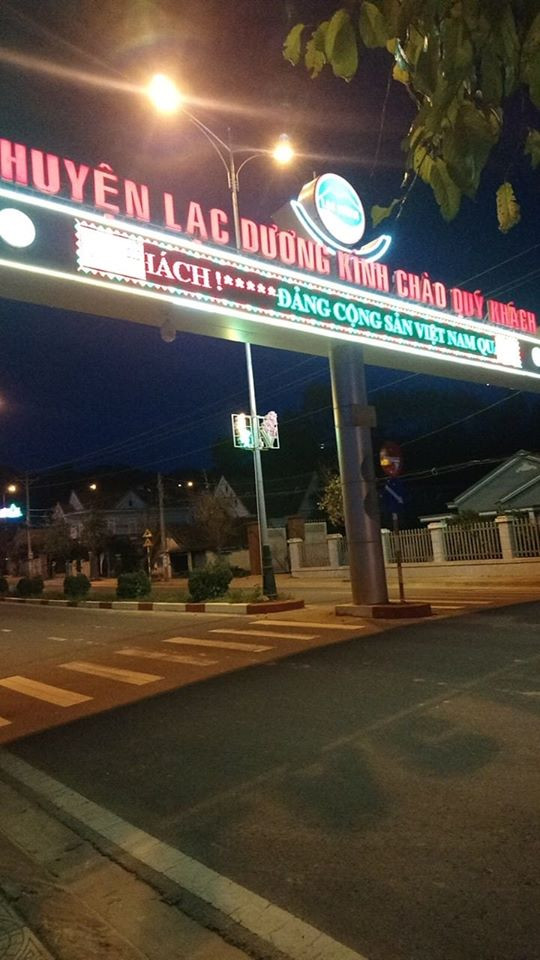 HUYỆN LẠC DƯƠNG KÍNH CHÀO QUÝ KHÁCH
HÁCH!***** ĐẢNG CỘNG SẢN VIỆT NAM QU